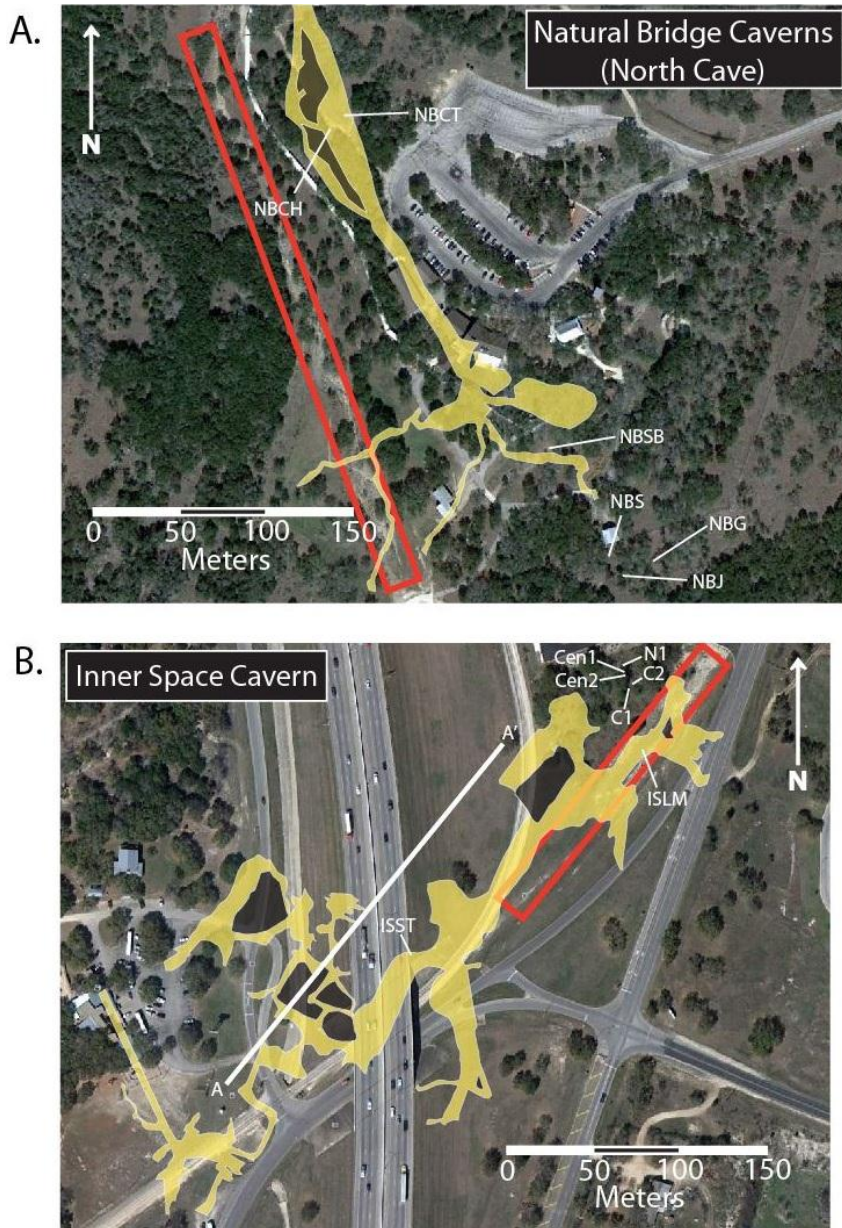 A.
Natural Bridge Caverns
(North Cave)
N
NBCT
NBCH
NBSB
NBS
NBG
NBJ
0 50 100 150
Meters
B.
Inner Space Cavern
Cen1
N1
Cen2
C2
C1
A'
N
ISLM
ISST
A
0 50 100 150
Meters